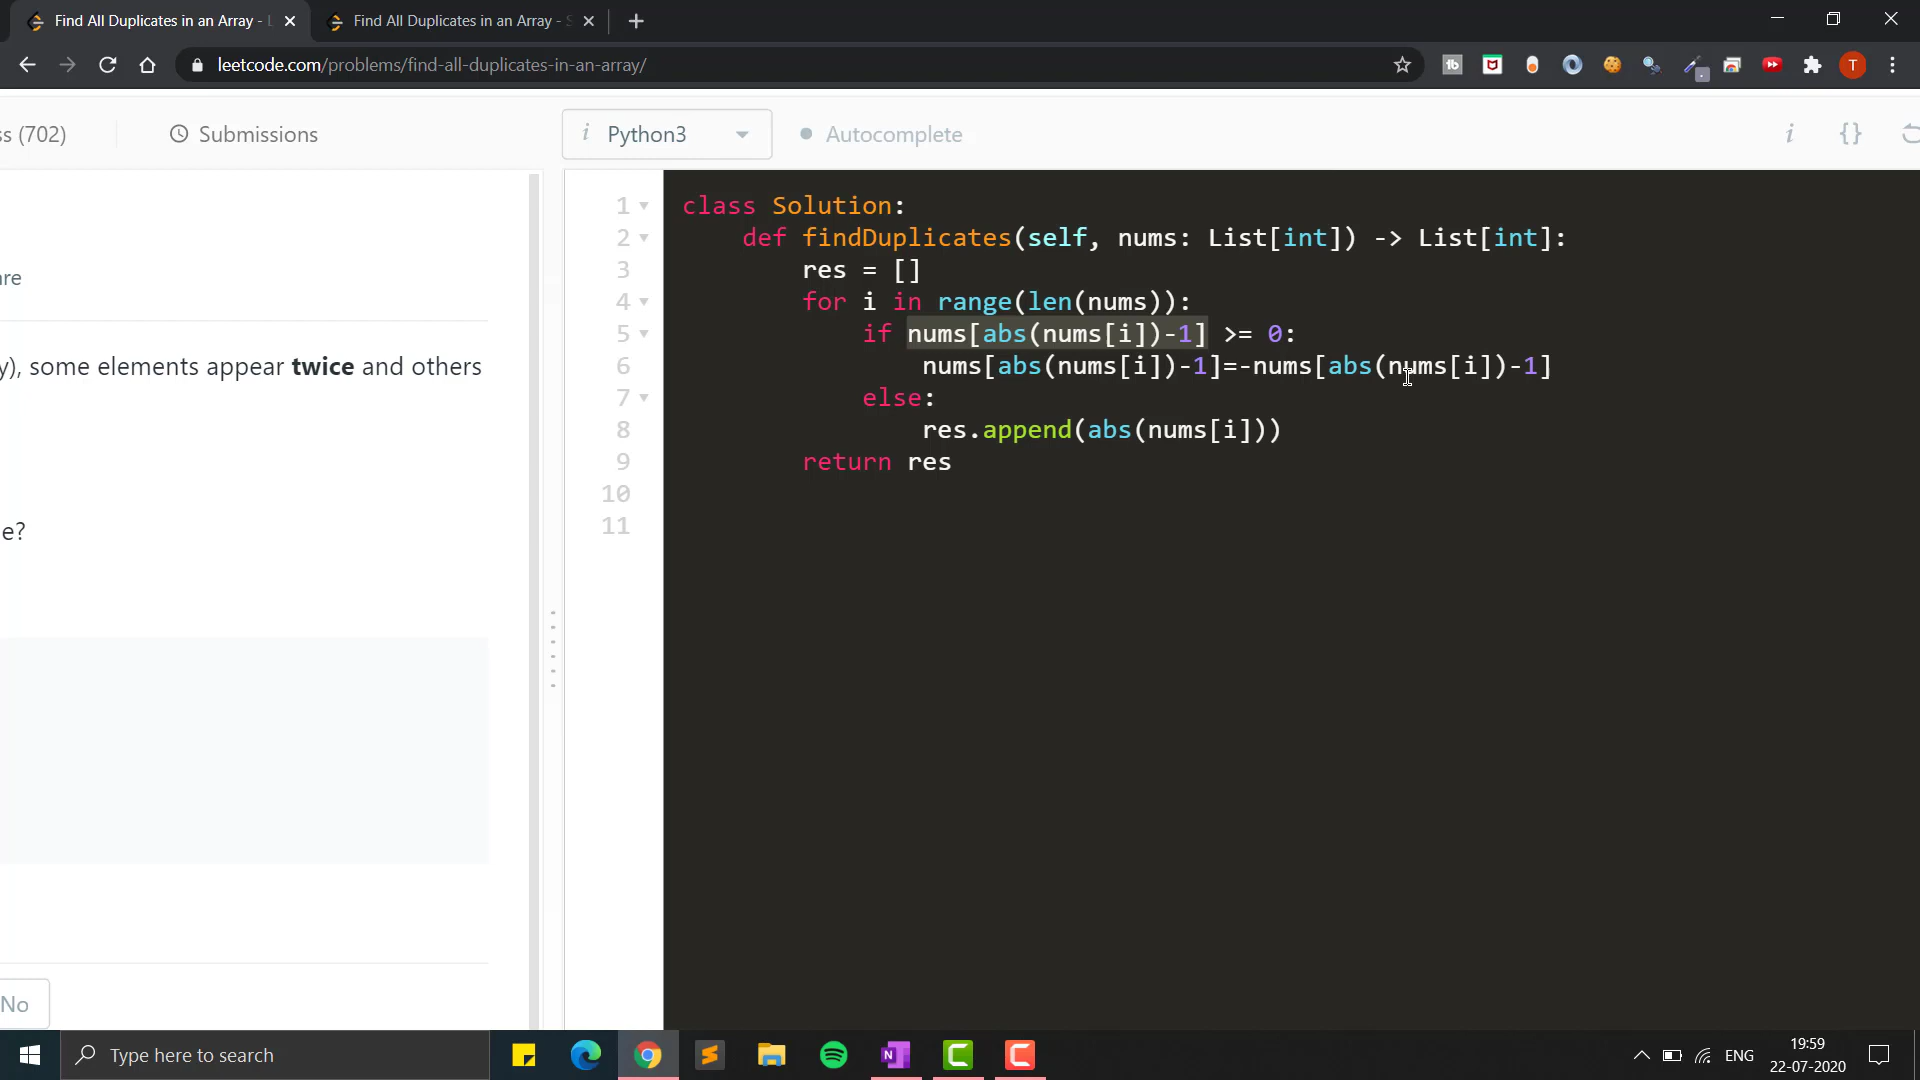 Find All Duplicates in an Array - L
Find All Duplicates in an Array - S
leetcode.com/problems/find-all-duplicates-in-an-array/
T
ss (702)
Submissions
i Python3
Autocomplete
i {}
are
y), some elements appear twice and others
e?
No
1 class Solution:
2 def findDuplicates(self, nums: List[int]) -> List[int]:
3 res = []
4 for i in range(len(nums)):
5 if nums[abs(nums[i])-1] >= 0:
6 nums[abs(nums[i])-1]=-nums[abs(nums[i])-1]
7 else:
8 res.append(abs(nums[i]))
9 return res
10
11
Type here to search
ENG
19:59
22-07-2020